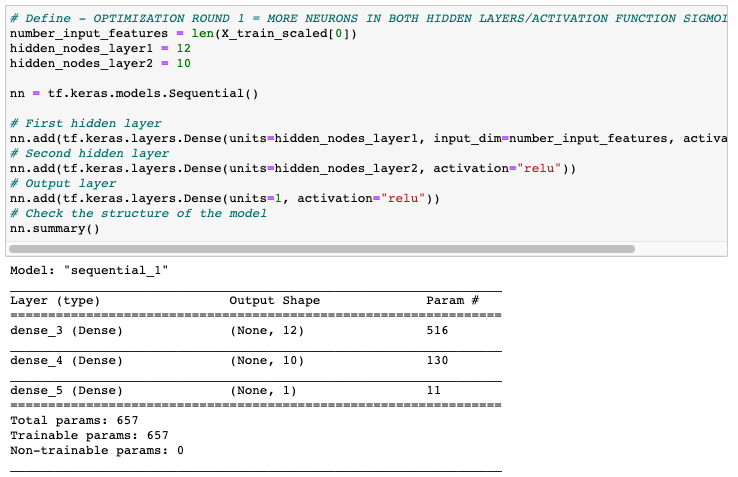 # Define - OPTIMIZATION ROUND 1 = MORE NEURONS IN BOTH HIDDEN LAYERS/ACTIVATION FUNCTION SIGMOI
number_input_features = len(X_train_scaled[0])
hidden_nodes_layer1 = 12
hidden_nodes_layer2 = 10
nn = tf.keras.models.Sequential()
# First hidden layer
nn.add(tf.keras.layers.Dense(units=hidden_nodes_layer1, input_dim=number_input_features, activa
# Second hidden layer
nn.add(tf.keras.layers.Dense(units=hidden_nodes_layer2, activation="relu"))
# Output layer
nn.add(tf.keras.layers.Dense(units=1, activation="relu"))
# Check the structure of the model
nn.summary()
Model: "sequential_1"
Layer (type) Output Shape Param #
=================================================================
dense_3 (Dense) (None, 12) 516
dense_4 (Dense) (None, 10) 130
dense_5 (Dense) (None, 1) 11
=================================================================
Total params: 657
Trainable params: 657
Non-trainable params: 0